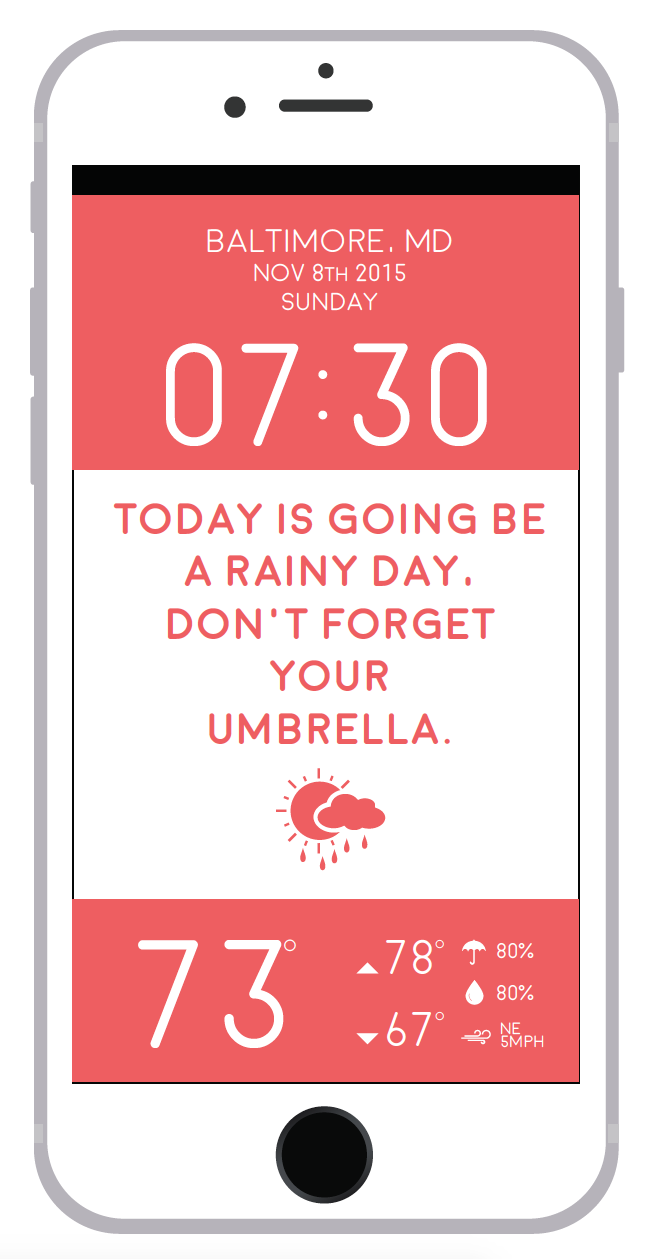 BALTIMORE, MD
NOV 8TH 2015
SUNDAY
07:30
TODAY IS GOING BE
A RAINY DAY,
DON'T FORGET
YOUR
UMBRELLA.
73°
78°
67°
80%
80%
NE
5MPH